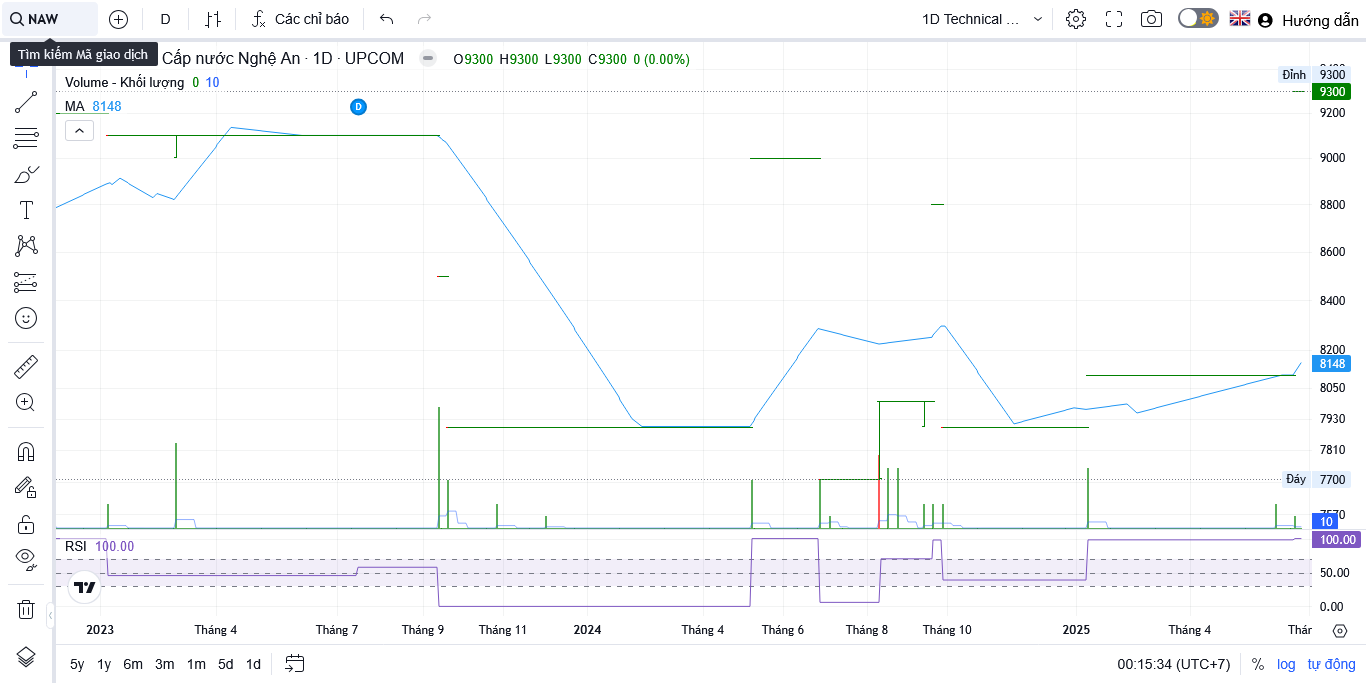 NAW
D
Các chỉ báo
1D Technical ...
Hướng dẫn
Tìm kiếm Mã giao dịch
Cấp nước Nghệ An · 1D · UPCOM
O9300 H9300 L9300 C9300 0 (0.00%)
Volume - Khối lượng 0 10
MA 8148
D
Đỉnh 9300
9300
9200
9000
8800
8600
8400
8200
8148
8050
7930
7810
Đáy 7700
7570
10
RSI 100.00
100.00
50.00
0.00
2023 Tháng 4 Tháng 7 Tháng 9 Tháng 11 2024 Tháng 4 Tháng 6 Tháng 8 Tháng 10 2025 Tháng 4 Thár
5y 1y 6m 3m 1m 5d 1d
00:15:34 (UTC+7) % log tự động